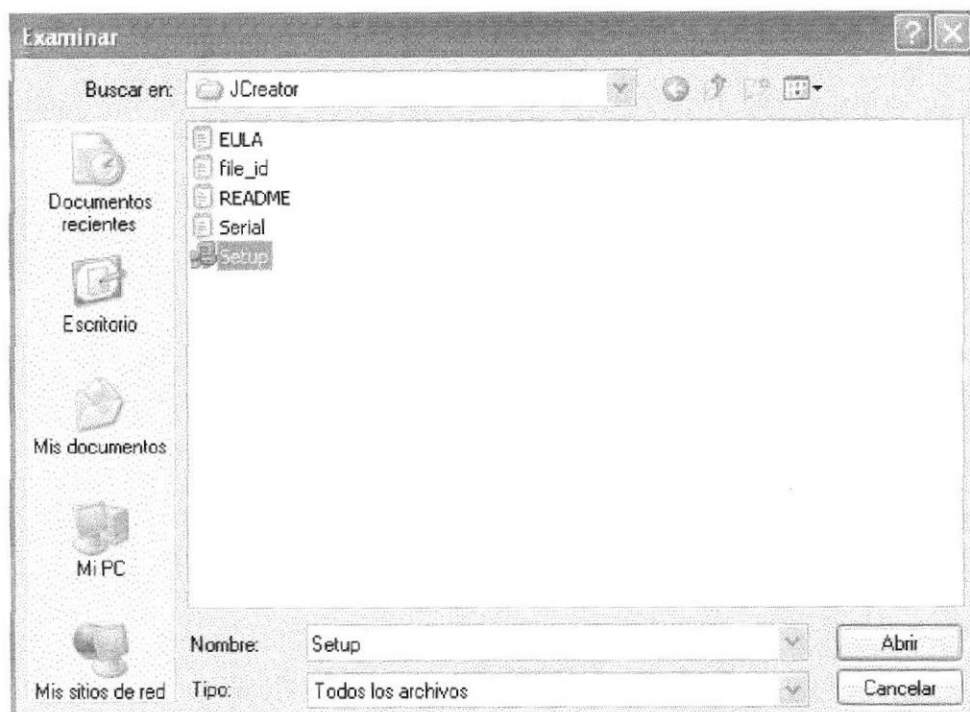 Examinar
Buscar en: JCreator
EULA
file_id
README
Serial
Setup
Documentos
recientes
Escritorio
Mis documentos
Mi PC
Mis sitios de red
Nombre: Setup Abrir
Tipo: Todos los archivos Cancelar